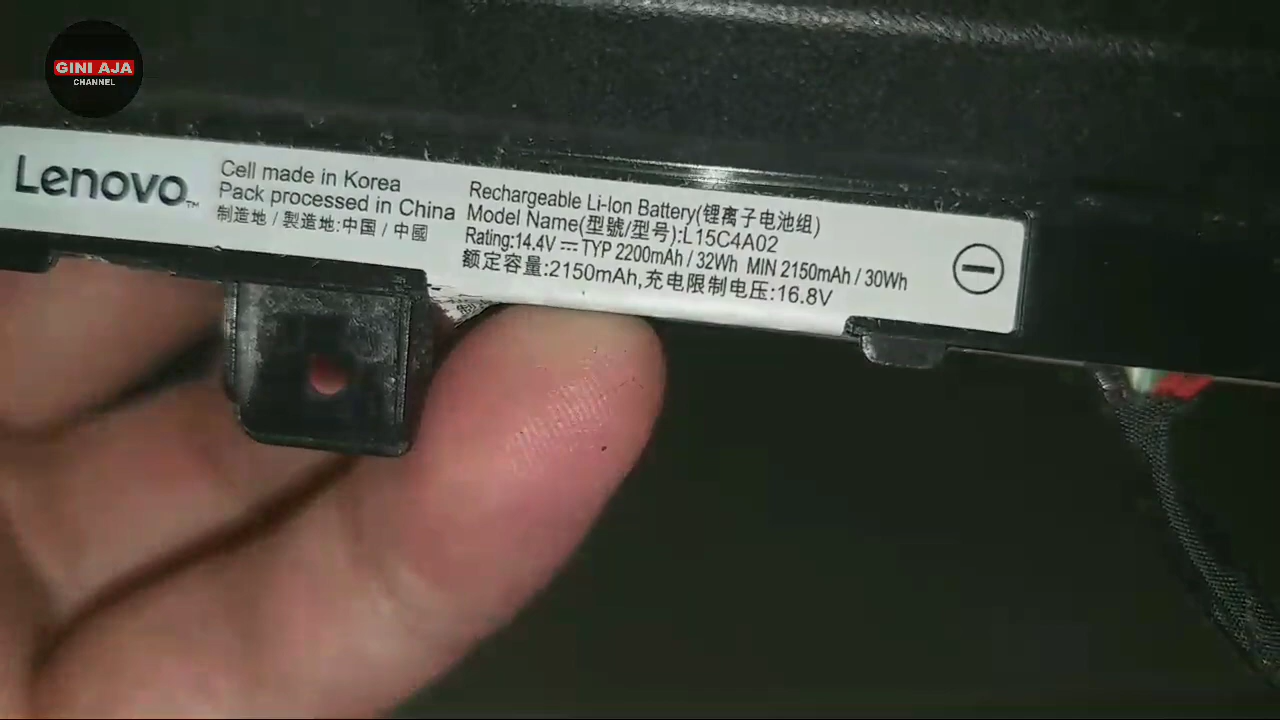 GINI AJA
CHANNEL
Lenovo™
Cell made in Korea
Pack processed in China
制造地 / 製造地:中国 / 中國
Rechargeable Li-Ion Battery(锂离子电池组)
Model Name(型號/型号):L15C4A02
Rating:14.4V ⎓ TYP 2200mAh / 32Wh MIN 2150mAh / 30Wh
额定容量:2150mAh,充电限制电压:16.8V